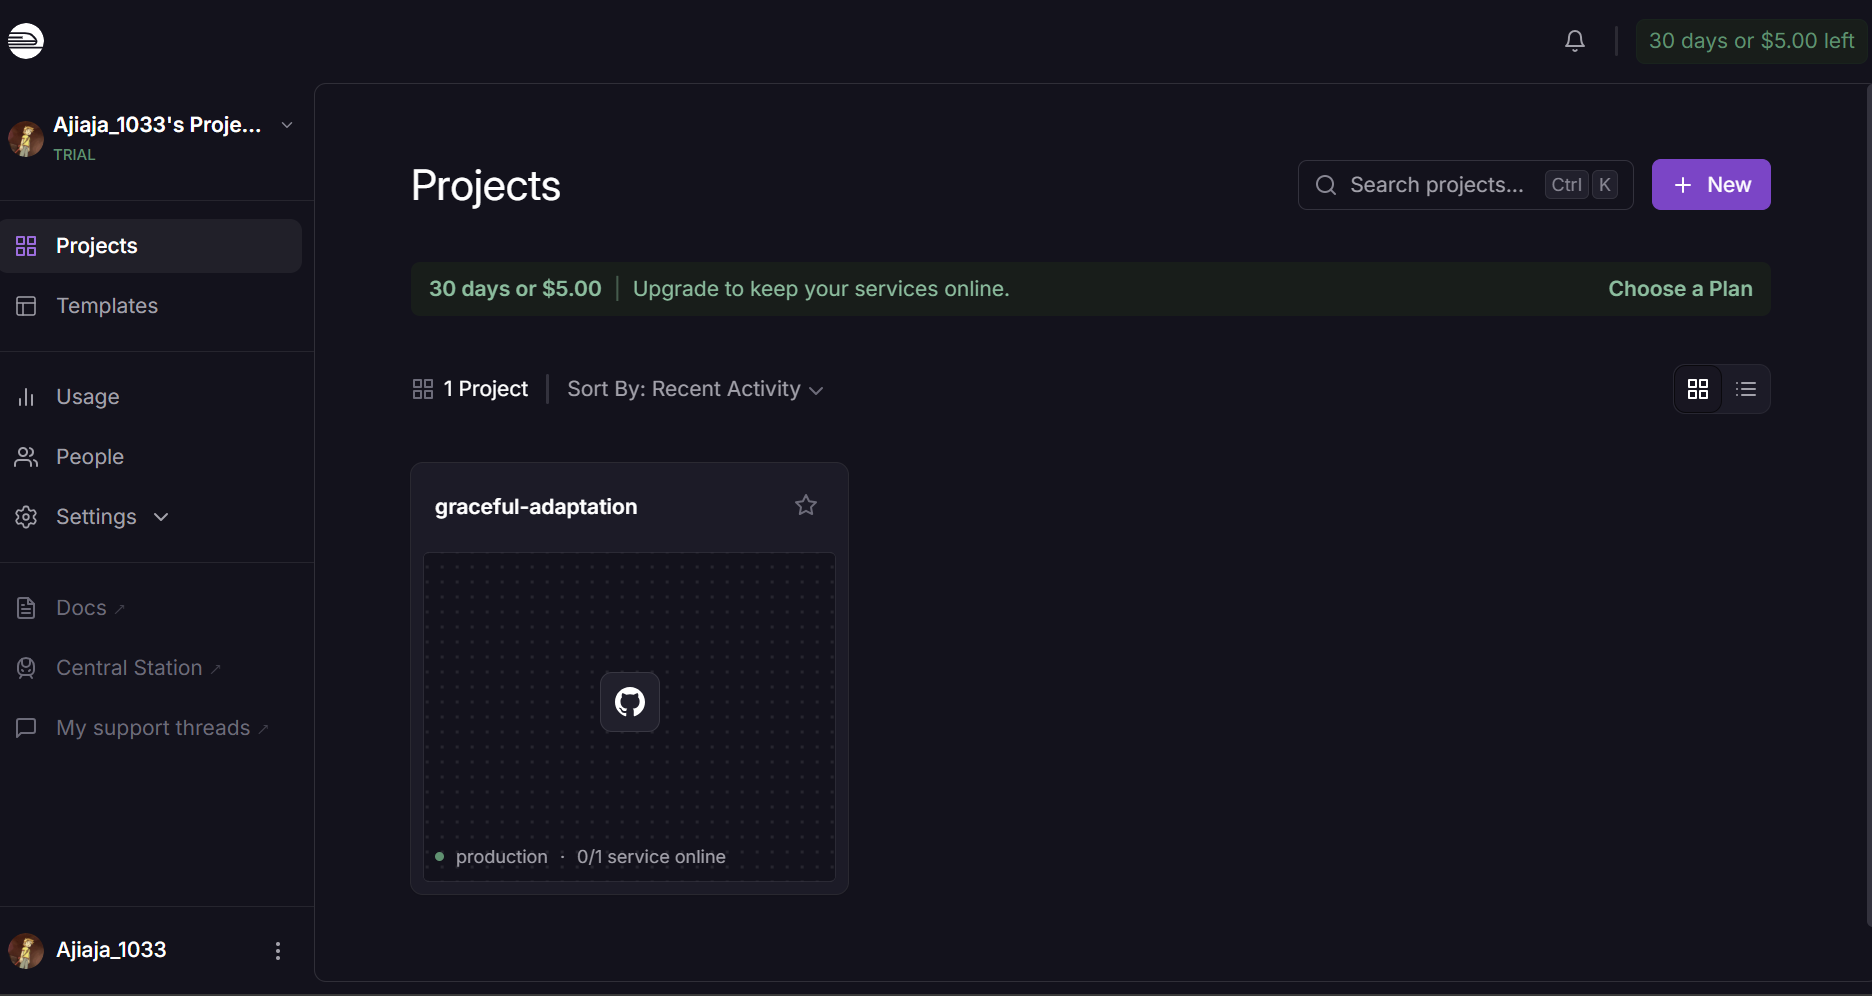 30 days or $5.00 left
Ajiaja_1033's Proje...
TRIAL
Projects
Templates
Usage
People
Settings
Docs ↗
Central Station ↗
My support threads ↗
Ajiaja_1033
Projects
Search projects... Ctrl K
+ New
30 days or $5.00 | Upgrade to keep your services online. Choose a Plan
1 Project | Sort By: Recent Activity
graceful-adaptation
production · 0/1 service online